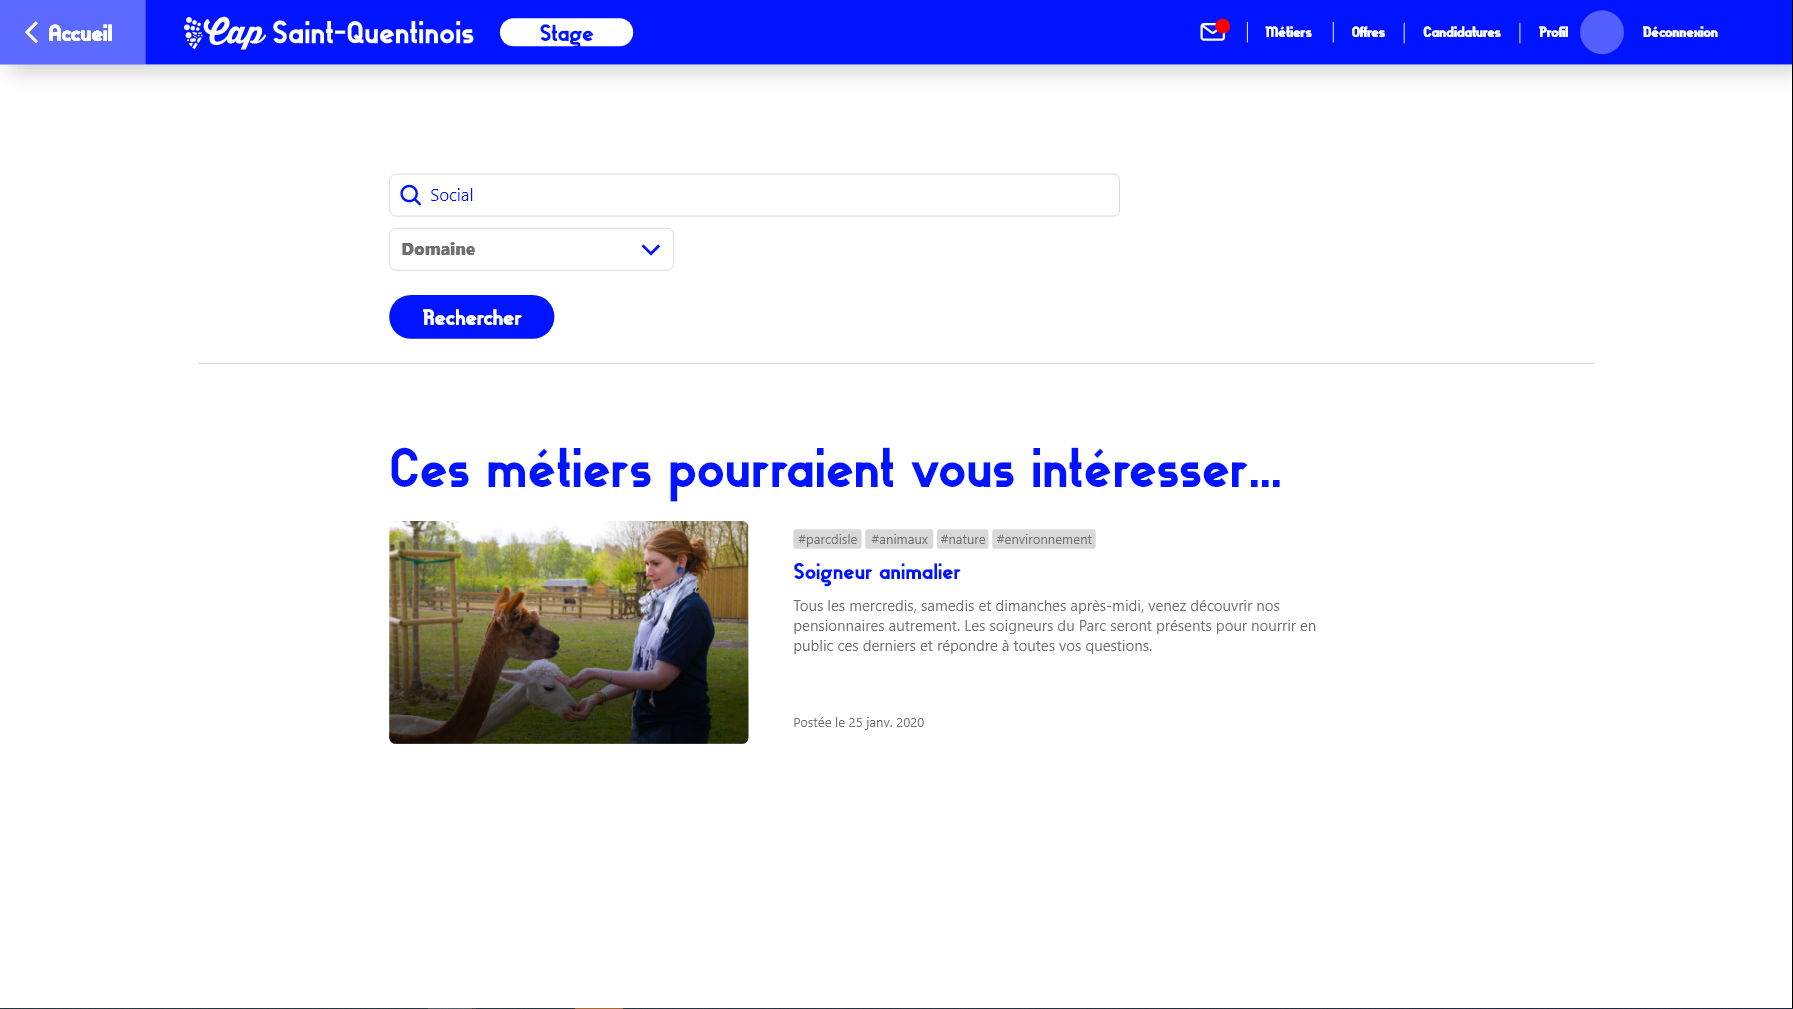 Accueil
Cap Saint-Quentinois
Stage
Métiers
Offres
Candidatures
Profil
Déconnexion
Social
Domaine
Rechercher
Ces métiers pourraient vous intéresser...
#parcdisle #animaux #nature #environnement
Soigneur animalier
Tous les mercredis, samedis et dimanches après-midi, venez découvrir nos
pensionnaires autrement. Les soigneurs du Parc seront présents pour nourrir en
public ces derniers et répondre à toutes vos questions.
Postée le 25 janv. 2020